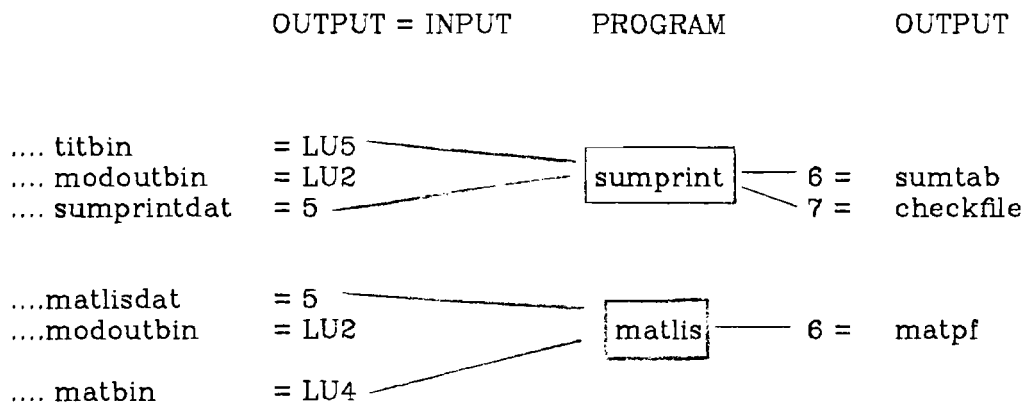 OUTPUT = INPUT PROGRAM OUTPUT
.... titbin = LU5
.... modoutbin = LU2 sumprint 6 = sumtab
.... sumprintdat = 5 7 = checkfile
....matlisdat = 5
....modoutbin = LU2 matlis 6 = matpf
.... matbin = LU4